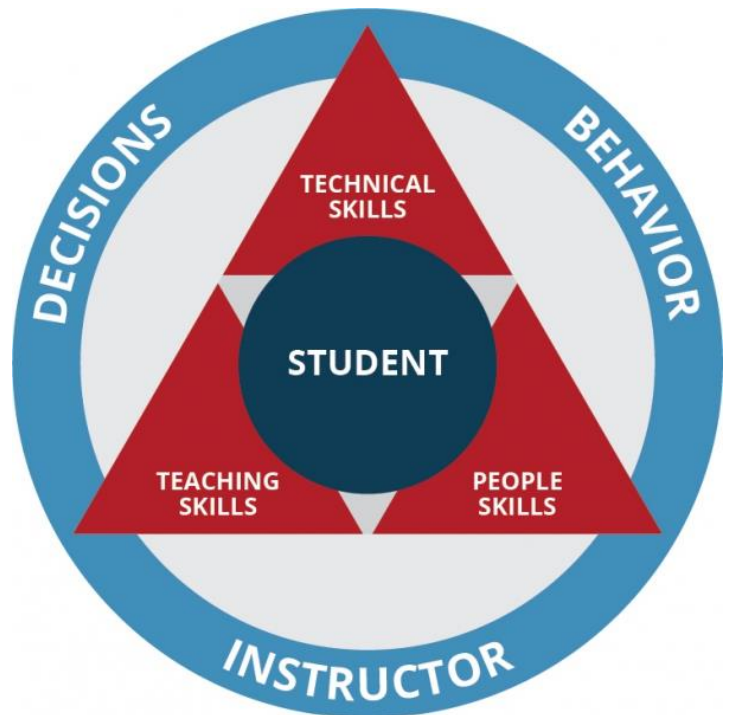 DECISIONS
BEHAVIOR
TECHNICAL
SKILLS
STUDENT
TEACHING
SKILLS
PEOPLE
SKILLS
INSTRUCTOR